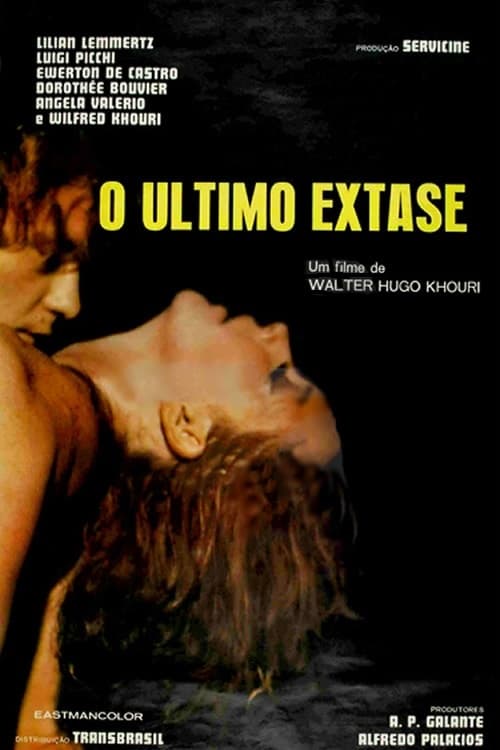 LILIAN LEMMERTZ
LUIGI PICCHI
EWERTON DE CASTRO
DOROTHÉE BOUVIER
ANGELA VALERIO
e WILFRED KHOURI
PRODUÇÃO SERVICINE
O ULTIMO EXTASE
Um filme de
WALTER HUGO KHOURI
EASTMANCOLOR
DISTRIBUIÇÃO TRANSBRASIL
PRODUTORES
A. P. GALANTE
ALFREDO PALACIOS